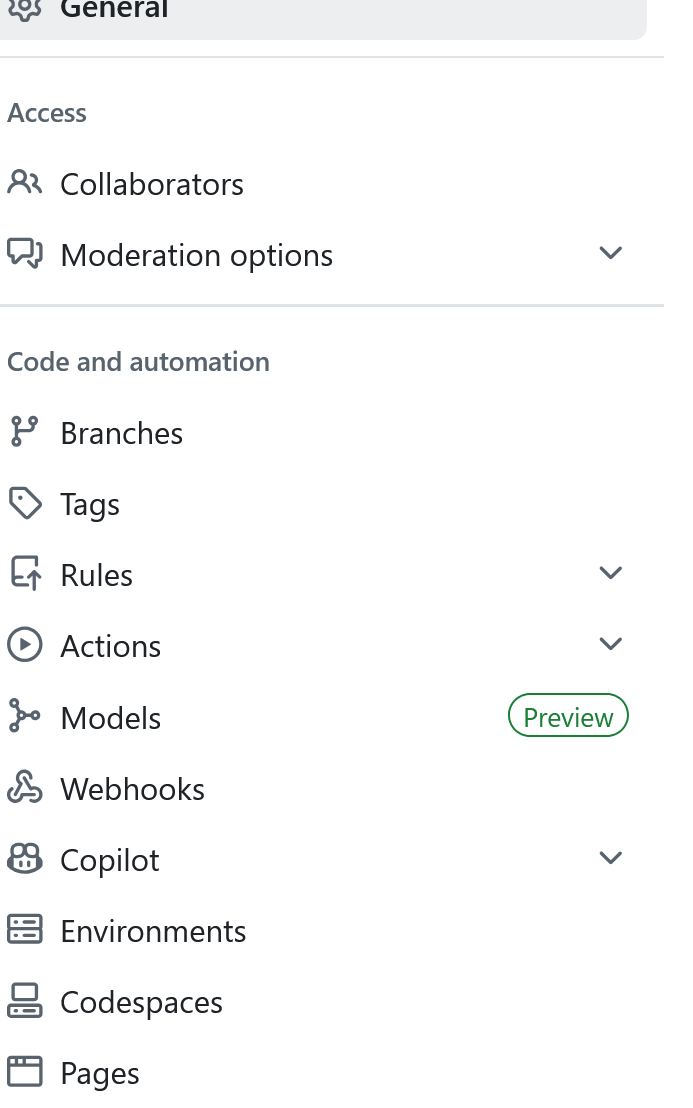 General
Access
Collaborators
Moderation options
Code and automation
Branches
Tags
Rules
Actions
Models Preview
Webhooks
Copilot
Environments
Codespaces
Pages